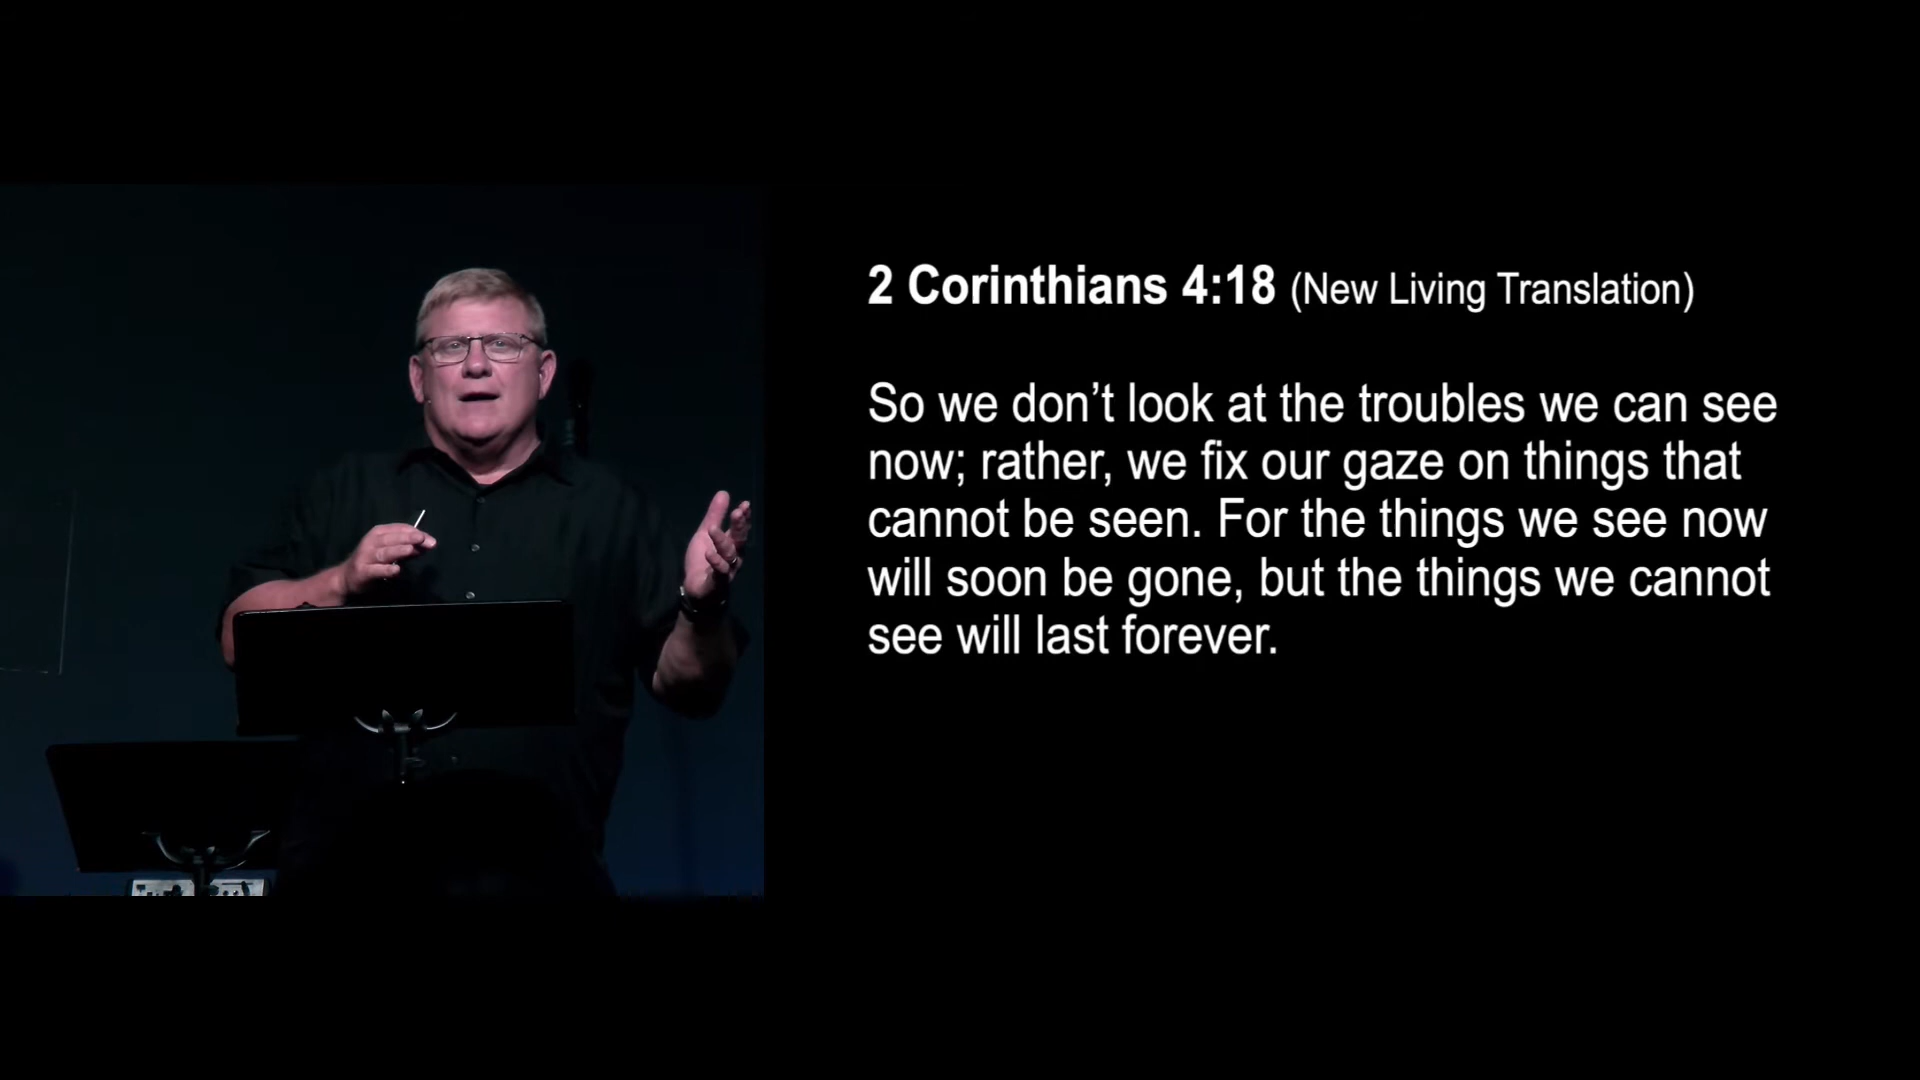 2 Corinthians 4:18 (New Living Translation)
So we don’t look at the troubles we can see
now; rather, we fix our gaze on things that
cannot be seen. For the things we see now
will soon be gone, but the things we cannot
see will last forever.